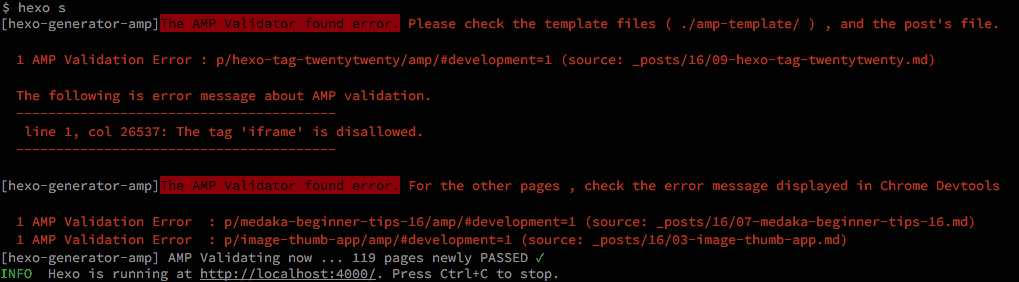 $ hexo s
[hexo-generator-amp]The AMP Validator found error. Please check the template files ( ./amp-template/ ) , and the post's file.
1 AMP Validation Error : p/hexo-tag-twentytwenty/amp/#development=1 (source: _posts/16/09-hexo-tag-twentytwenty.md)
The following is error message about AMP validation.
----------------------------------------
line 1, col 26537: The tag 'iframe' is disallowed.
----------------------------------------
[hexo-generator-amp]The AMP Validator found error. For the other pages , check the error message displayed in Chrome Devtools
1 AMP Validation Error  : p/medaka-beginner-tips-16/amp/#development=1 (source: _posts/16/07-medaka-beginner-tips-16.md)
1 AMP Validation Error  : p/image-thumb-app/amp/#development=1 (source: _posts/16/03-image-thumb-app.md)
[hexo-generator-amp] AMP Validating now ... 119 pages newly PASSED ✓
INFO  Hexo is running at http://localhost:4000/. Press Ctrl+C to stop.